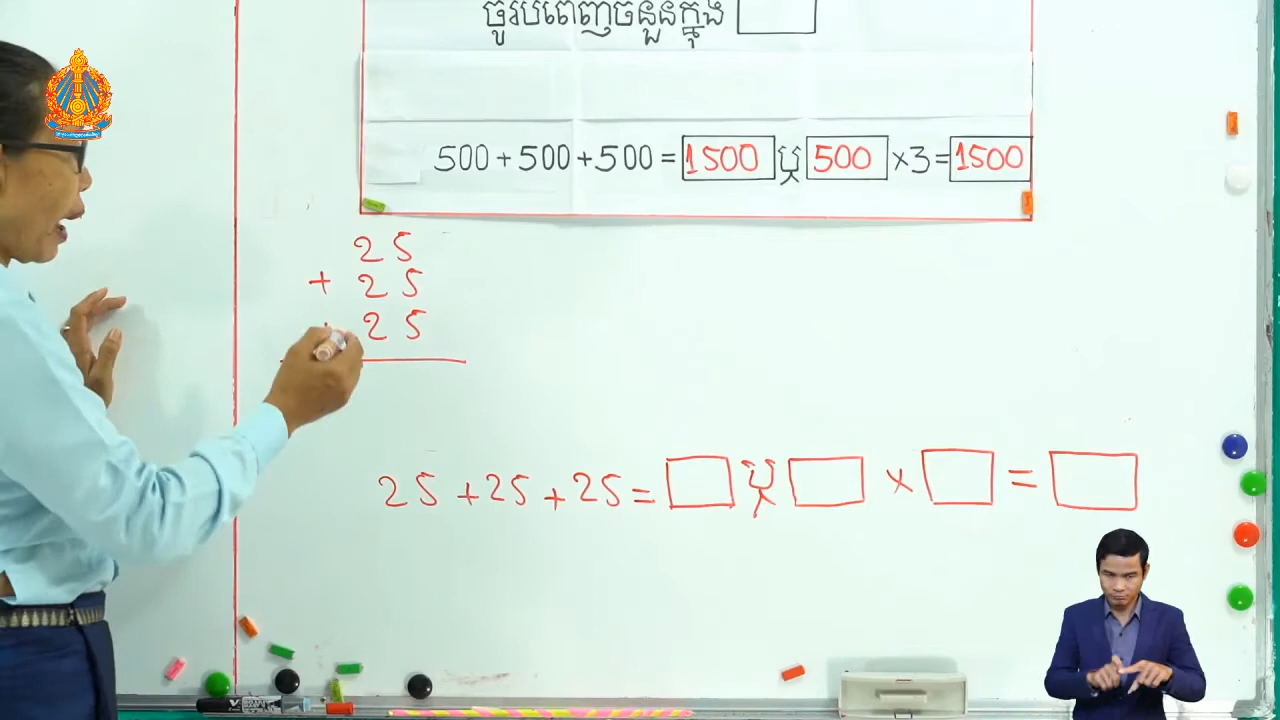 ចូរបំពេញចំនួនក្នុង
500 + 500 + 500 = 1500 ឬ 500 ×3 = 1500
25
+ 25
+ 25
25 + 25 + 25 = ឬ × =